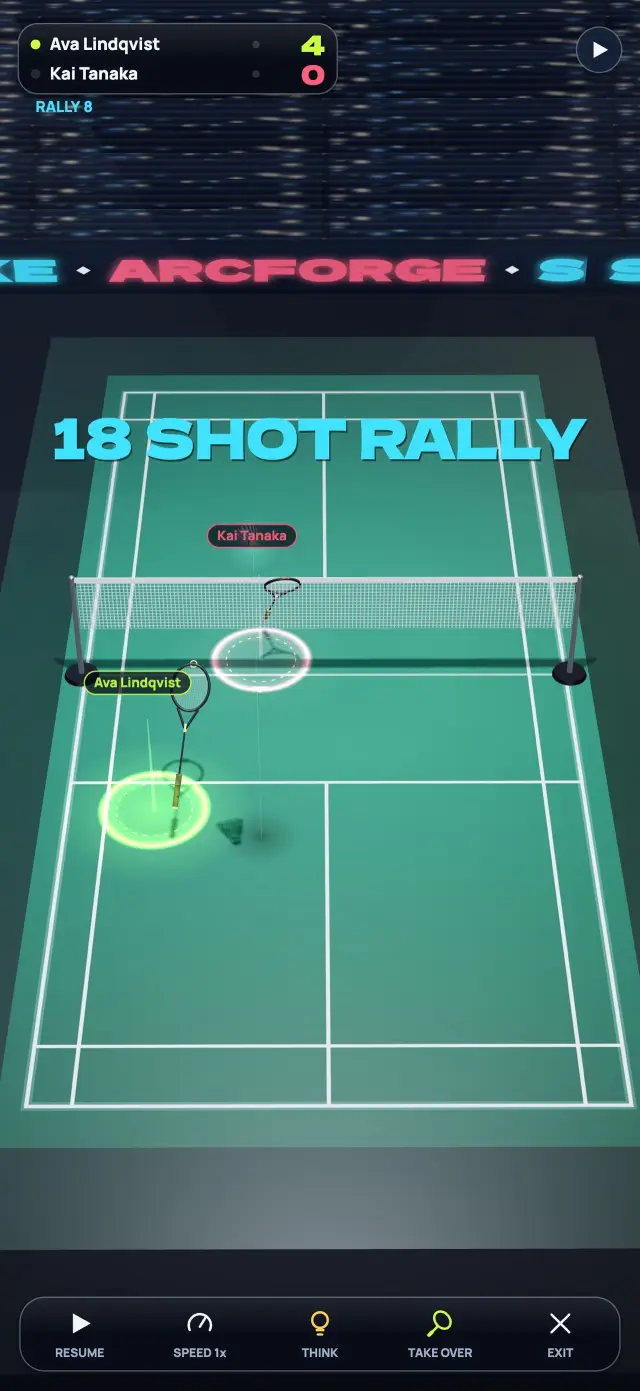 Ava Lindqvist 4
Kai Tanaka 0
RALLY 8
KE ◆ ARCFORGE ◆ S S
18 SHOT RALLY
Kai Tanaka
Ava Lindqvist
RESUME SPEED 1x THINK TAKE OVER EXIT